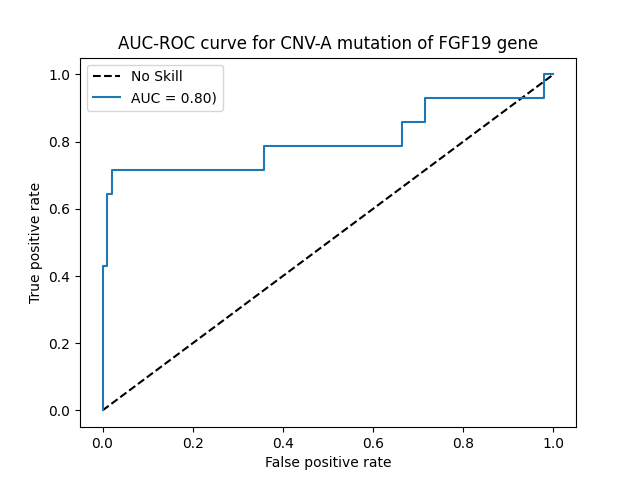 AUC-ROC curve for CNV-A mutation of FGF19 gene
No Skill
AUC = 0.80)
1.0
0.8
0.6
0.4
0.2
0.0
True positive rate
0.0 0.2 0.4 0.6 0.8 1.0
False positive rate